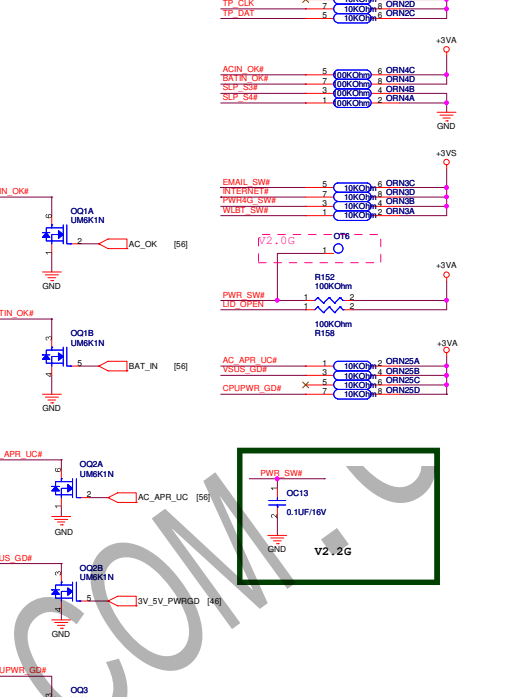 TP_CLK 7 10KOhm 8 ORN2D
TP_DAT 5 10KOhm 6 ORN2C
+3VA
ACIN_OK# 5 100KOhm 6 ORN4C
BATIN_OK# 7 100KOhm 8 ORN4D
SLP_S3# 3 100KOhm 4 ORN4B
SLP_S4# 1 100KOhm 2 ORN4A
GND
+3VS
EMAIL_SW# 5 10KOhm 6 ORN3C
INTERNET# 7 10KOhm 8 ORN3D
PWR4G_SW# 3 10KOhm 4 ORN3B
WLBT_SW# 1 10KOhm 2 ORN3A
IN_OK#
6
OQ1A
UM6K1N
2 AC_OK [56]
1
GND
V2.0G
OT6
1
+3VA
R152
100KOhm
PWR_SW# 1 2
LID_OPEN 1 2
100KOhm
R158
TIN_OK#
3
OQ1B
UM6K1N
5 BAT_IN [56]
4
GND
+3VA
AC_APR_UC# 1 10KOhm 2 ORN25A
VSUS_GD# 3 10KOhm 4 ORN25B
5 10KOhm 6 ORN25C
CPUPWR_GD# 7 10KOhm 8 ORN25D
_APR_UC#
6
OQ2A
UM6K1N
2 AC_APR_UC [56]
1
GND
PWR_SW#
1
OC13
0.1UF/16V
2
GND
V2.2G
US_GD#
3
OQ2B
UM6K1N
5 3V_5V_PWRGD [46]
4
GND
UPWR_GD#
3
OQ3
.COM.